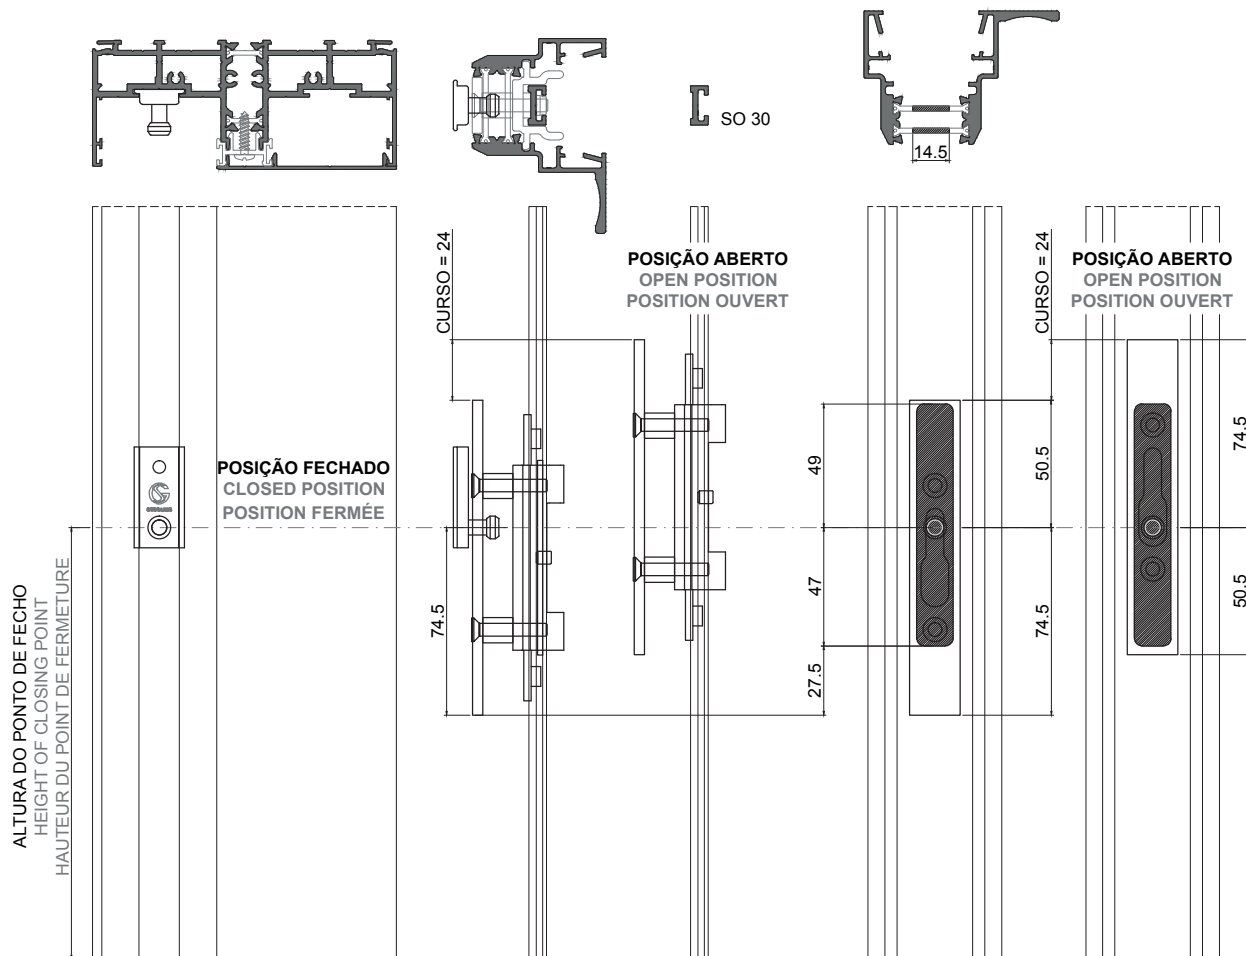 SO 30
14.5
CURSO = 24
POSIÇÃO ABERTO
OPEN POSITION
POSITION OUVERT
CURSO = 24
POSIÇÃO ABERTO
OPEN POSITION
POSITION OUVERT
POSIÇÃO FECHADO
CLOSED POSITION
POSITION FERMÉE
49
50.5
74.5
74.5
47
27.5
74.5
50.5
ALTURA DO PONTO DE FECHO
HEIGHT OF CLOSING POINT
HAUTEUR DU POINT DE FERMETURE